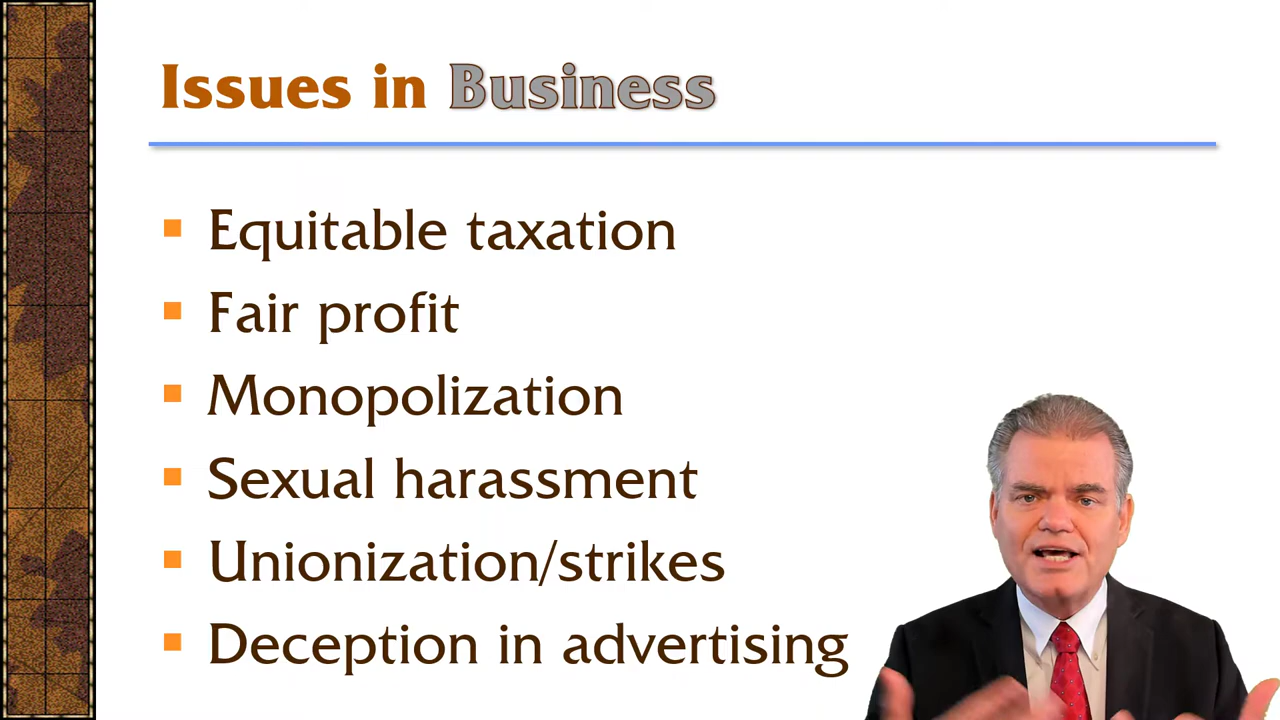 Issues in Business
Equitable taxation
Fair profit
Monopolization
Sexual harassment
Unionization/strikes
Deception in advertising